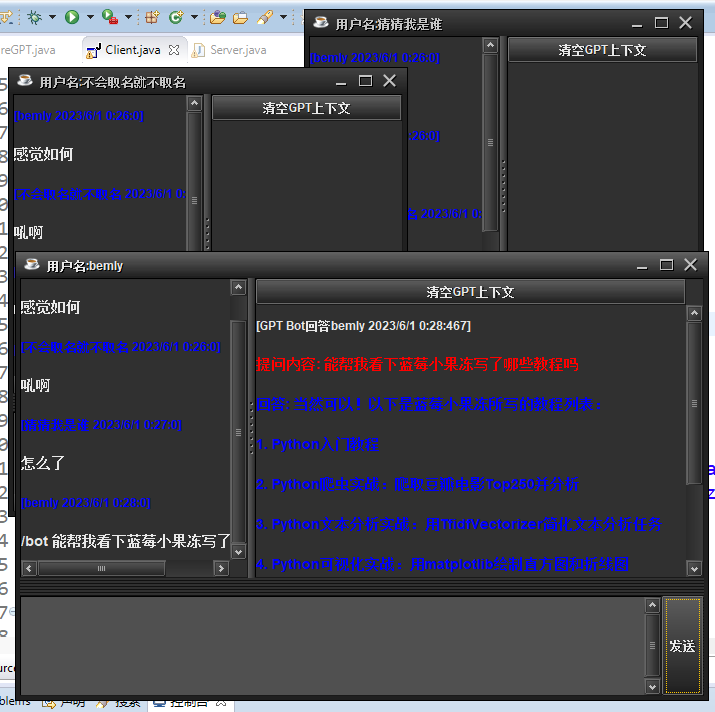 reGPT.java
Client.java
Server.java
用户名:猜猜我是谁
[bemly 2023/6/1 0:26:0]
清空GPT上下文
0:26:0]
名 2023/6/1 0:
用户名:不会取名就不取名
[bemly 2023/6/1 0:26:0]
感觉如何
[不会取名就不取名 2023/6/1 0:
吼啊
清空GPT上下文
用户名:bemly
感觉如何
[不会取名就不取名 2023/6/1 0:26:0]
吼啊
[猜猜我是谁 2023/6/1 0:27:0]
怎么了
[bemly 2023/6/1 0:28:0]
/bot 能帮我看下蓝莓小果冻写了
清空GPT上下文
[GPT Bot回答bemly 2023/6/1 0:28:467]
提问内容: 能帮我看下蓝莓小果冻写了哪些教程吗
回答: 当然可以！以下是蓝莓小果冻所写的教程列表：
1. Python入门教程
2. Python爬虫实战：爬取豆瓣电影Top250并分析
3. Python文本分析实战：用TfidfVectorizer简化文本分析任务
4. Python可视化实战：用matplotlib绘制直方图和折线图
发送
声明
搜索
控制台